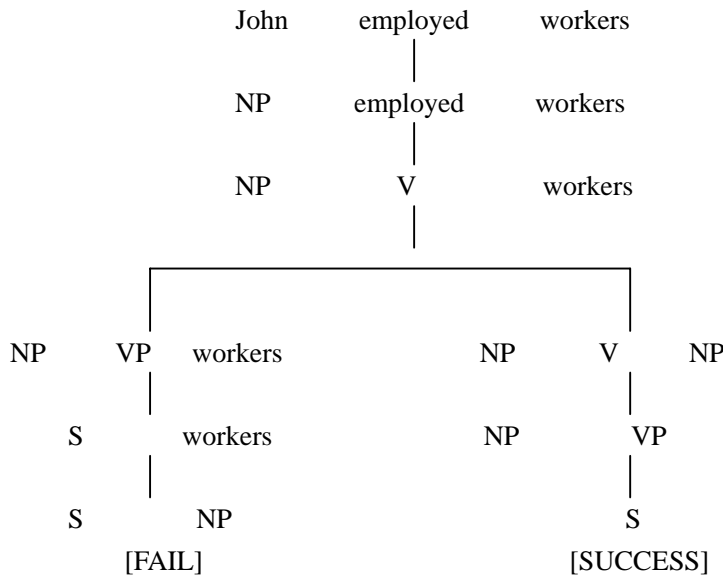 John employed workers
NP employed workers
NP V workers
NP VP workers NP V NP
S workers NP VP
S NP S
[FAIL] [SUCCESS]